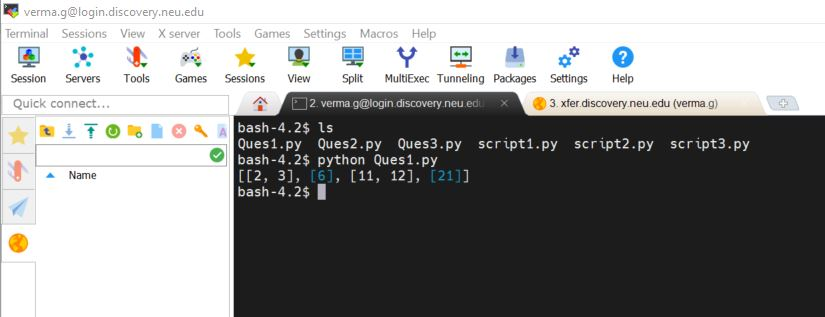 verma.g@login.discovery.neu.edu
Terminal Sessions View X server Tools Games Settings Macros Help
Session Servers Tools Games Sessions View Split MultiExec Tunneling Packages Settings Help
Quick connect...
2. verma.g@login.discovery.neu.edu
3. xfer.discovery.neu.edu (verma.g)
Name
bash-4.2$ ls
Ques1.py Ques2.py Ques3.py script1.py script2.py script3.py
bash-4.2$ python Ques1.py
[[2, 3], [6], [11, 12], [21]]
bash-4.2$